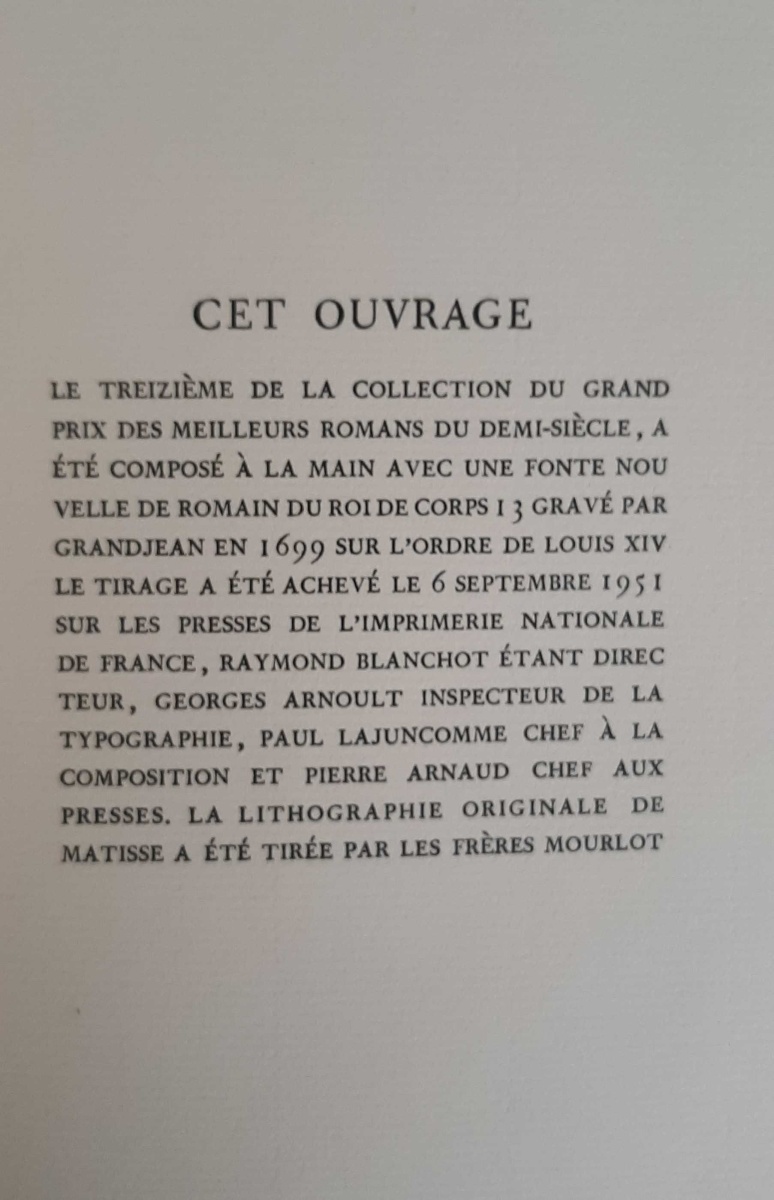 CET OUVRAGE
LE TREIZIÈME DE LA COLLECTION DU GRAND
PRIX DES MEILLEURS ROMANS DU DEMI-SIÈCLE, A
ÉTÉ COMPOSÉ À LA MAIN AVEC UNE FONTE NOU
VELLE DE ROMAIN DU ROI DE CORPS 13 GRAVÉ PAR
GRANDJEAN EN 1699 SUR L'ORDRE DE LOUIS XIV
LE TIRAGE A ÉTÉ ACHEVÉ LE 6 SEPTEMBRE 1951
SUR LES PRESSES DE L'IMPRIMERIE NATIONALE
DE FRANCE, RAYMOND BLANCHOT ÉTANT DIREC
TEUR, GEORGES ARNOULT INSPECTEUR DE LA
TYPOGRAPHIE, PAUL LAJUNCOMME CHEF À LA
COMPOSITION ET PIERRE ARNAUD CHEF AUX
PRESSES. LA LITHOGRAPHIE ORIGINALE DE
MATISSE A ÉTÉ TIRÉE PAR LES FRÈRES MOURLOT